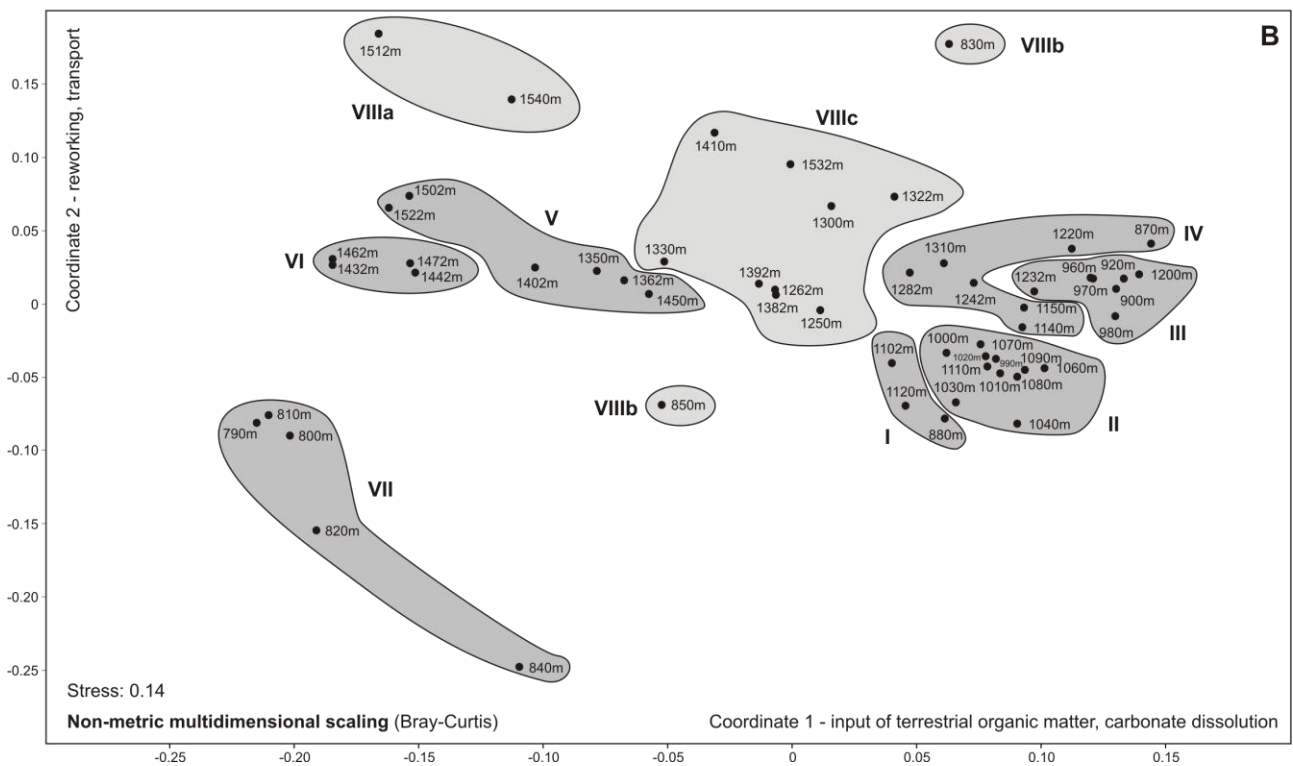 B
Coordinate 2 - reworking, transport
0.15
0.10
0.05
0
-0.05
-0.10
-0.15
-0.20
-0.25
1512m
1540m
VIIIa
830m
VIIIb
VIIIc
1410m
1532m
1322m
1300m
1330m
1392m
1262m
1382m
1250m
1502m
1522m
V
1350m
1402m
1362m
1450m
VI
1462m
1432m
1472m
1442m
IV
870m
1220m
1310m
1282m
1242m
1150m
1140m
1232m
960m
920m
1200m
970m
900m
980m
III
1102m
1120m
880m
I
1000m
1070m
1020m
990m
1090m
1060m
1110m
1010m
1080m
1030m
1040m
II
VIIIb
850m
810m
790m
800m
VII
820m
840m
Stress: 0.14
Non-metric multidimensional scaling (Bray-Curtis)
Coordinate 1 - input of terrestrial organic matter, carbonate dissolution
-0.25
-0.20
-0.15
-0.10
-0.05
0
0.05
0.10
0.15